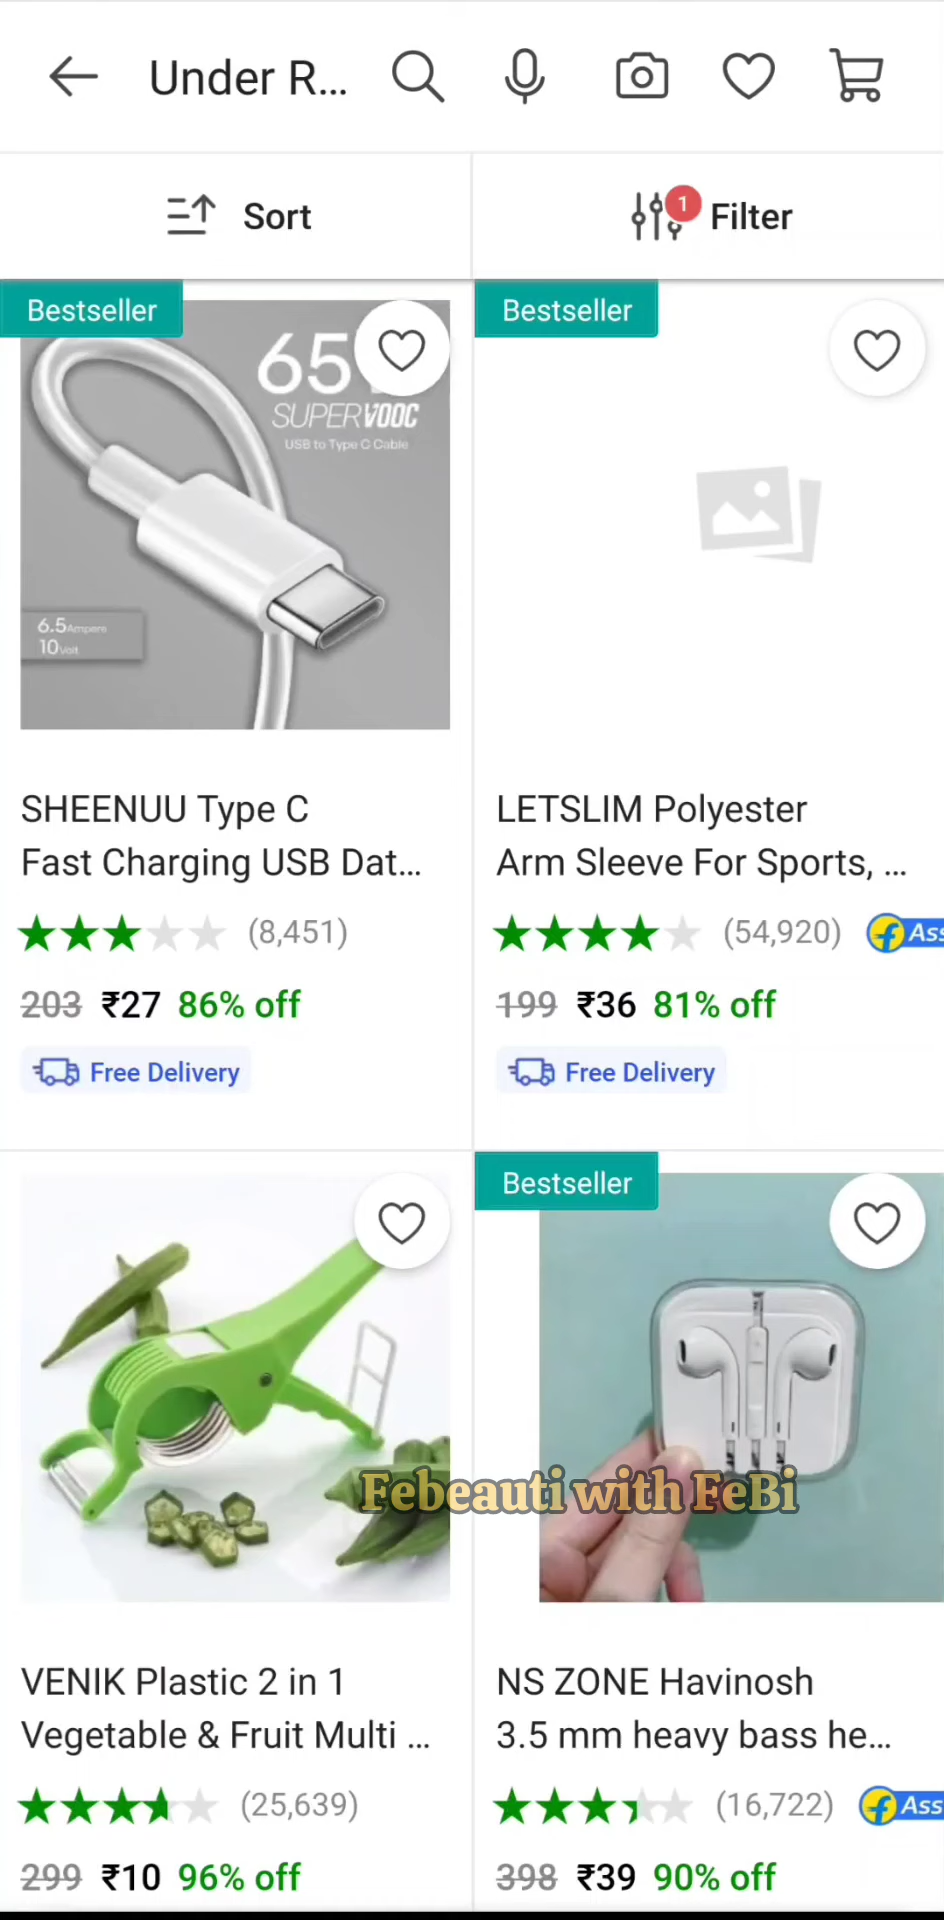 Under R...
Sort
1
Filter
Bestseller
65
SUPERVOOC
USB to Type C Cable
6.5Ampere
10Volt
SHEENUU Type C
Fast Charging USB Dat...
(8,451)
203 ₹27 86% off
Free Delivery
Bestseller
LETSLIM Polyester
Arm Sleeve For Sports, ...
(54,920) f Ass
199 ₹36 81% off
Free Delivery
VENIK Plastic 2 in 1
Vegetable & Fruit Multi ...
(25,639)
299 ₹10 96% off
Bestseller
Febeauti with FeBi
NS ZONE Havinosh
3.5 mm heavy bass he...
(16,722) f Ass
398 ₹39 90% off